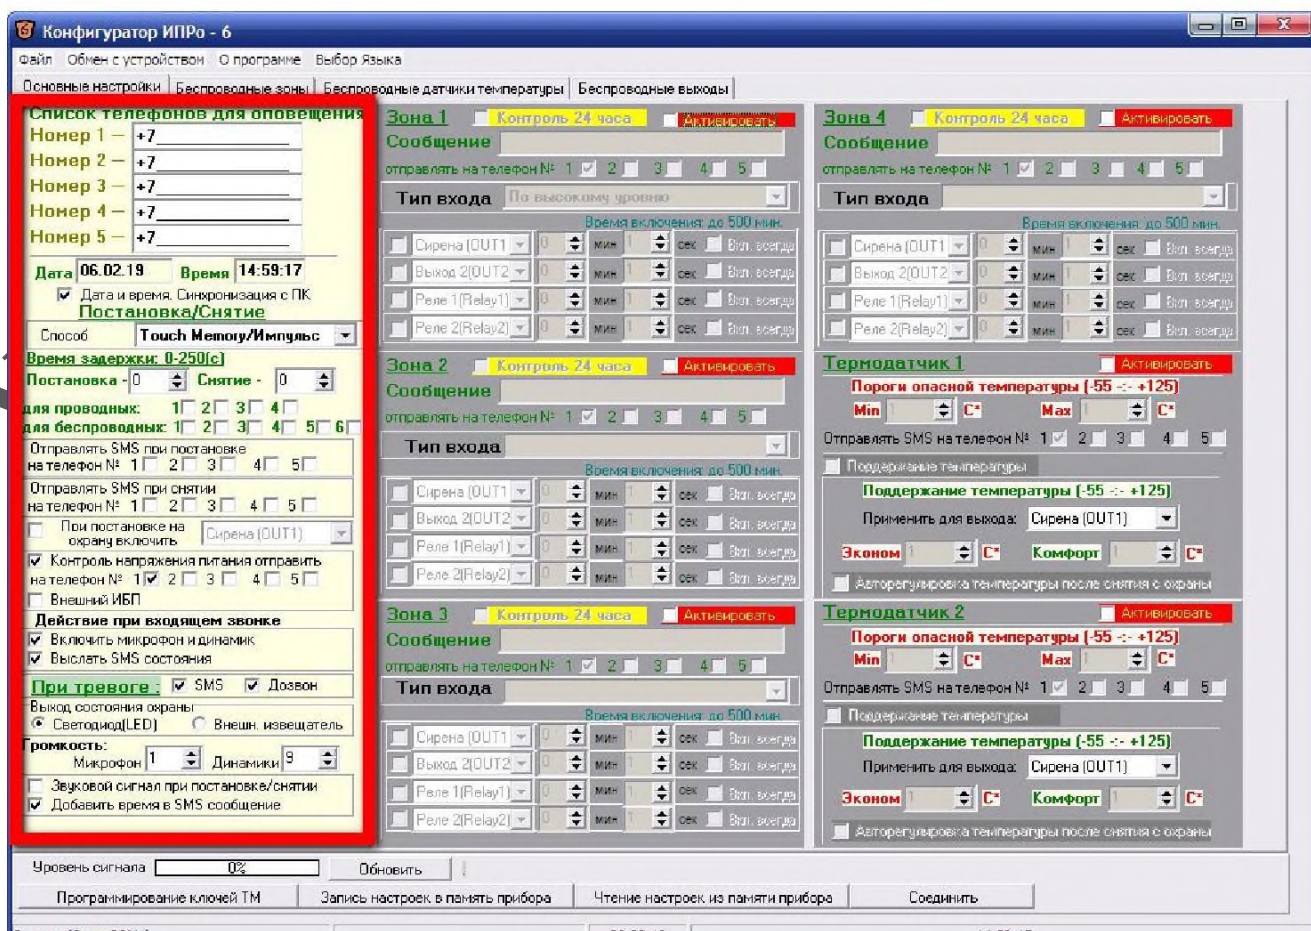 Конфигуратор ИПРо - 6
Файл Обмен с устройством О программе Выбор Языка
Основные настройки Беспроводные зоны Беспроводные датчики температуры Беспроводные выходы
Список телефонов для оповещения
Номер 1 – +7
Номер 2 – +7
Номер 3 – +7
Номер 4 – +7
Номер 5 – +7
Дата 06.02.19 Время 14:59:17
Дата и время. Синхронизация с ПК
Постановка/Снятие
Способ Touch Memory/Импульс
Время задержки: 0-250(с)
Постановка - 0 Снятие - 0
для проводных: 1 2 3 4
для беспроводных: 1 2 3 4 5 6
Отправлять SMS при постановке
на телефон № 1 2 3 4 5
Отправлять SMS при снятии
на телефон № 1 2 3 4 5
При постановке на
охрану включить Сирена (OUT1)
Контроль напряжения питания отправить
на телефон № 1 2 3 4 5
Внешний ИБП
Действие при входящем звонке
Включить микрофон и динамик
Выслать SMS состояния
При тревоге : SMS Дозвон
Выход состояния охраны
Светодиод(LED) Внешн. извещатель
Громкость:
Микрофон 1 Динамики 9
Звуковой сигнал при постановке/снятии
Добавить время в SMS сообщение
Зона 1 Контроль 24 часа Активировать
Сообщение
отправлять на телефон № 1 2 3 4 5
Тип входа По высокому уровню
Время включения: до 500 мин.
Сирена (OUT1 0 мин 1 сек Вкл. всегда
Выход 2(OUT2 0 мин 1 сек Вкл. всегда
Реле 1(Relay1) 0 мин 1 сек Вкл. всегда
Реле 2(Relay2) 0 мин 1 сек Вкл. всегда
Зона 2 Контроль 24 часа Активировать
Сообщение
отправлять на телефон № 1 2 3 4 5
Тип входа
Время включения: до 500 мин.
Сирена (OUT1 0 мин 1 сек Вкл. всегда
Выход 2(OUT2 0 мин 1 сек Вкл. всегда
Реле 1(Relay1) 0 мин 1 сек Вкл. всегда
Реле 2(Relay2) 0 мин 1 сек Вкл. всегда
Зона 3 Контроль 24 часа Активировать
Сообщение
отправлять на телефон № 1 2 3 4 5
Тип входа
Время включения: до 500 мин.
Сирена (OUT1 0 мин 1 сек Вкл. всегда
Выход 2(OUT2 0 мин 1 сек Вкл. всегда
Реле 1(Relay1) 0 мин 1 сек Вкл. всегда
Реле 2(Relay2) 0 мин 1 сек Вкл. всегда
Зона 4 Контроль 24 часа Активировать
Сообщение
отправлять на телефон № 1 2 3 4 5
Тип входа
Время включения: до 500 мин.
Сирена (OUT1 0 мин 1 сек Вкл. всегда
Выход 2(OUT2 0 мин 1 сек Вкл. всегда
Реле 1(Relay1) 0 мин 1 сек Вкл. всегда
Реле 2(Relay2) 0 мин 1 сек Вкл. всегда
Термодатчик 1 Активировать
Пороги опасной температуры (-55 -:- +125)
Min 1 C* Max 1 C*
Отправлять SMS на телефон № 1 2 3 4 5
Поддержание температуры
Поддержание температуры (-55 -:- +125)
Применить для выхода: Сирена (OUT1)
Эконом 1 C* Комфорт 1 C*
Авторегулировка температуры после снятия с охраны
Термодатчик 2 Активировать
Пороги опасной температуры (-55 -:- +125)
Min 1 C* Max 1 C*
Отправлять SMS на телефон № 1 2 3 4 5
Поддержание температуры
Поддержание температуры (-55 -:- +125)
Применить для выхода: Сирена (OUT1)
Эконом 1 C* Комфорт 1 C*
Авторегулировка температуры после снятия с охраны
Уровень сигнала 0% Обновить
Программирование ключей ТМ Запись настроек в память прибора Чтение настроек из памяти прибора Соединить